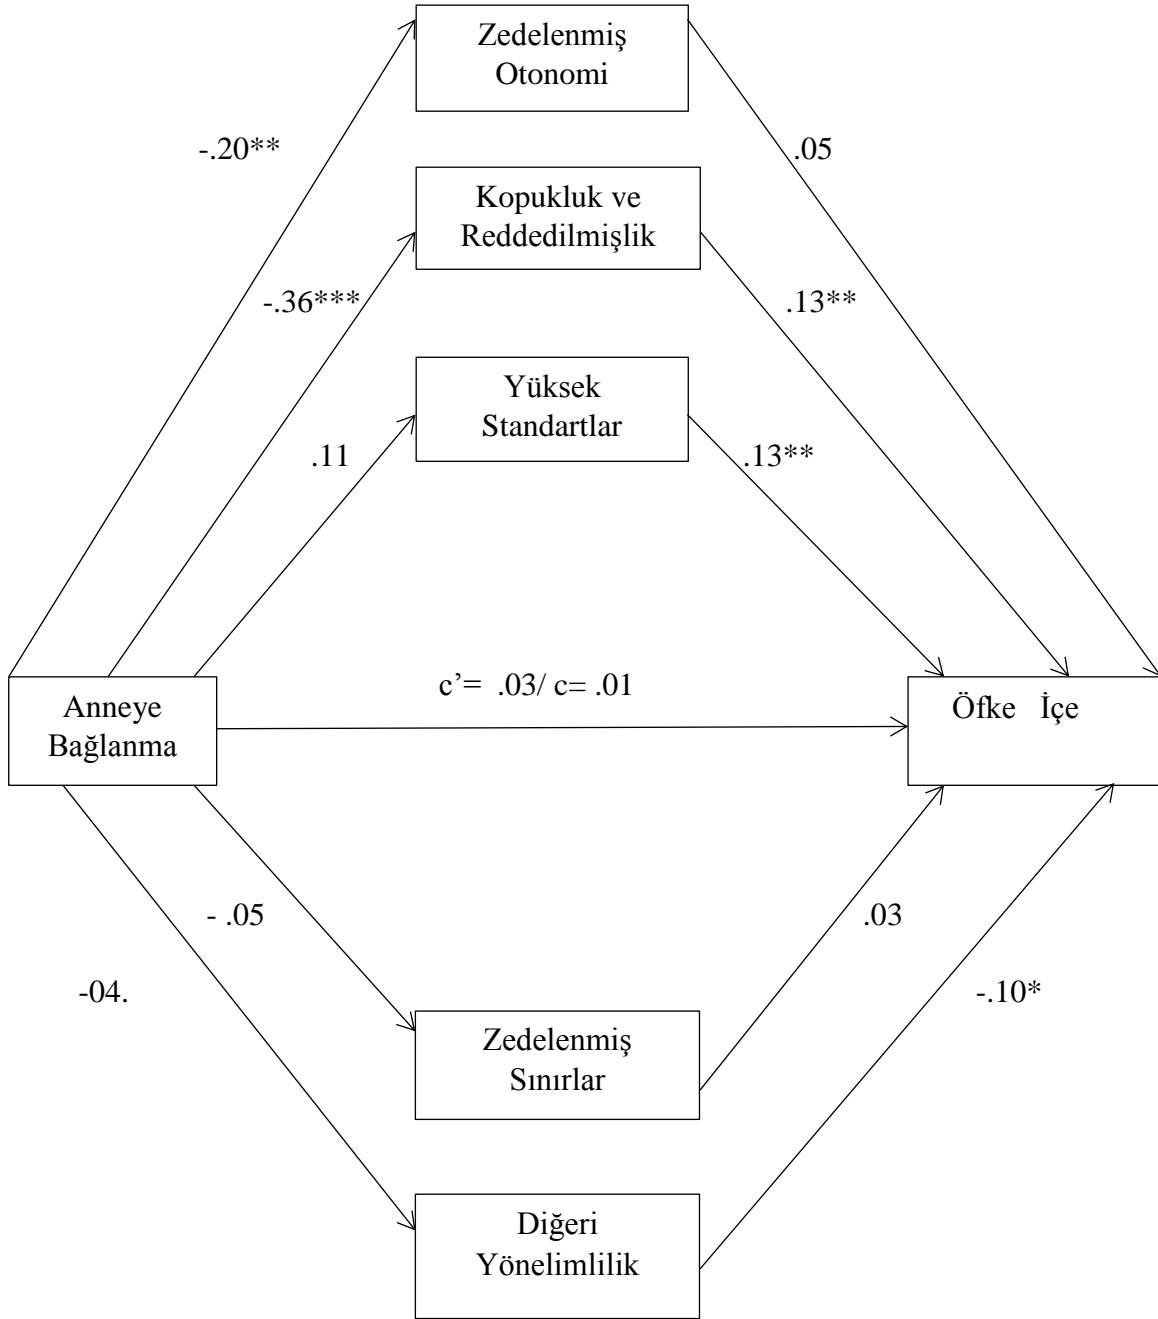 Zedelenmiş
Otonomi
-.20**
.05
Kopukluk ve
Reddedilmişlik
-.36***
.13**
Yüksek
Standartlar
.11
.13**
c’= .03/ c= .01
Anneye
Bağlanma
Öfke İçe
- .05
.03
-04.
-.10*
Zedelenmiş
Sınırlar
Diğeri
Yönelimlilik